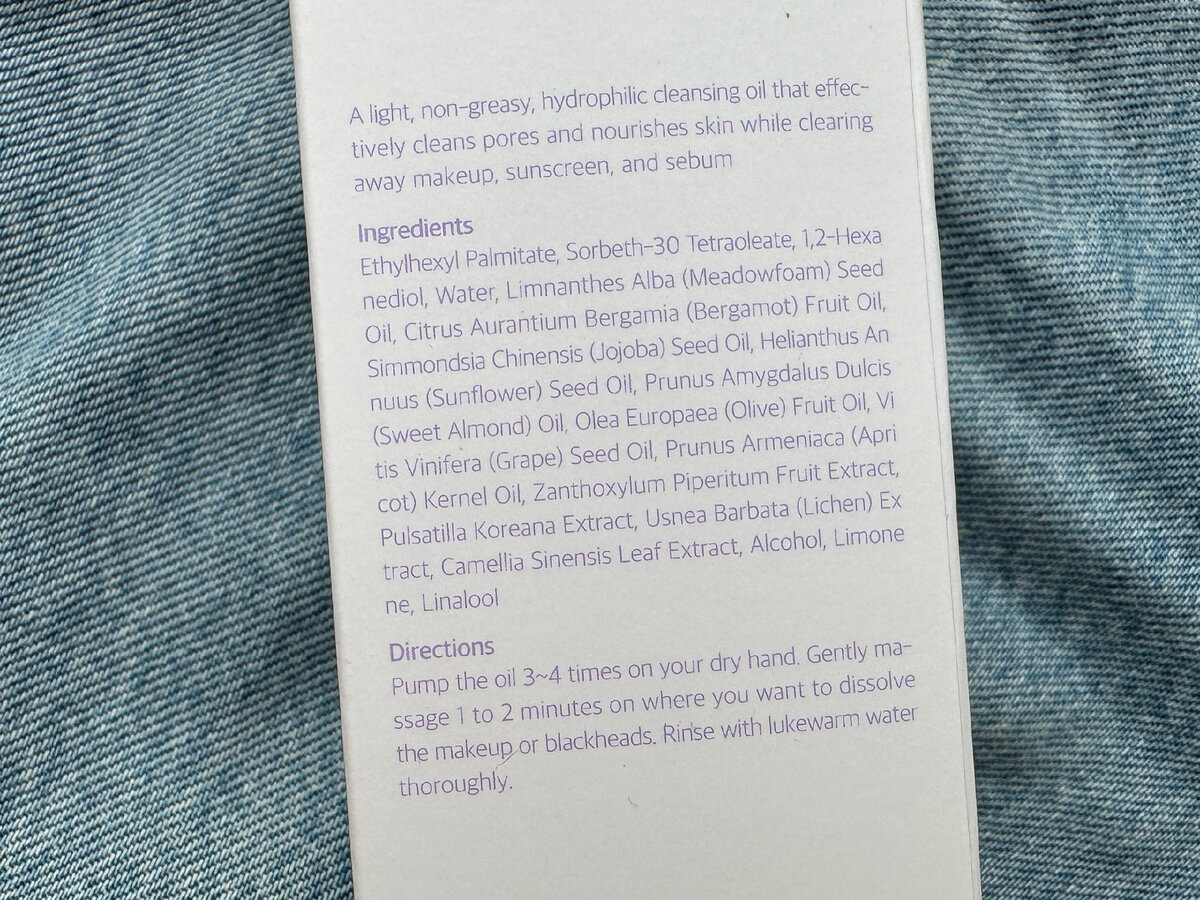 A light, non-greasy, hydrophilic cleansing oil that effec-
tively cleans pores and nourishes skin while clearing
away makeup, sunscreen, and sebum
Ingredients
Ethylhexyl Palmitate, Sorbeth-30 Tetraoleate, 1,2-Hexa
nediol, Water, Limnanthes Alba (Meadowfoam) Seed
Oil, Citrus Aurantium Bergamia (Bergamot) Fruit Oil,
Simmondsia Chinensis (Jojoba) Seed Oil, Helianthus An
nuus (Sunflower) Seed Oil, Prunus Amygdalus Dulcis
(Sweet Almond) Oil, Olea Europaea (Olive) Fruit Oil, Vi
tis Vinifera (Grape) Seed Oil, Prunus Armeniaca (Apri
cot) Kernel Oil, Zanthoxylum Piperitum Fruit Extract,
Pulsatilla Koreana Extract, Usnea Barbata (Lichen) Ex
tract, Camellia Sinensis Leaf Extract, Alcohol, Limone
ne, Linalool
Directions
Pump the oil 3~4 times on your dry hand. Gently ma-
ssage 1 to 2 minutes on where you want to dissolve
the makeup or blackheads. Rinse with lukewarm water
thoroughly.